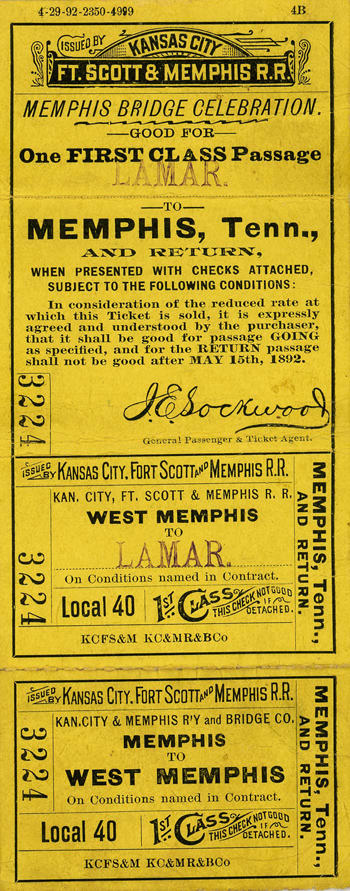 4-29-92-2350-4999 4B
ISSUED BY KANSAS CITY
FT. SCOTT & MEMPHIS R.R.
MEMPHIS BRIDGE CELEBRATION.
—GOOD FOR—
One FIRST CLASS Passage
LAMAR.
—TO—
MEMPHIS, Tenn.,
AND RETURN,
WHEN PRESENTED WITH CHECKS ATTACHED,
SUBJECT TO THE FOLLOWING CONDITIONS:
In consideration of the reduced rate at
which this Ticket is sold, it is expressly
agreed and understood by the purchaser,
that it shall be good for passage GOING
as specified, and for the RETURN passage
shall not be good after MAY 15th, 1892.
3224
J.E. Lockwood
General Passenger & Ticket Agent.
ISSUED BY KANSAS CITY. FORT SCOTT AND MEMPHIS R.R.
KAN. CITY, FT. SCOTT & MEMPHIS R. R.
WEST MEMPHIS
TO
LAMAR.
On Conditions named in Contract.
Local 40 1ST CLASS THIS CHECK NOT GOOD IF DETACHED.
KCFS&M KC&MR&BCo
3224
MEMPHIS, Tenn.,
AND RETURN.
ISSUED BY KANSAS CITY. FORT SCOTT AND MEMPHIS R.R.
KAN. CITY & MEMPHIS R'Y and BRIDGE CO.
MEMPHIS
TO
WEST MEMPHIS
On Conditions named in Contract.
Local 40 1ST CLASS THIS CHECK NOT GOOD IF DETACHED.
KCFS&M KC&MR&BCo
3224
MEMPHIS, Tenn.,
AND RETURN.